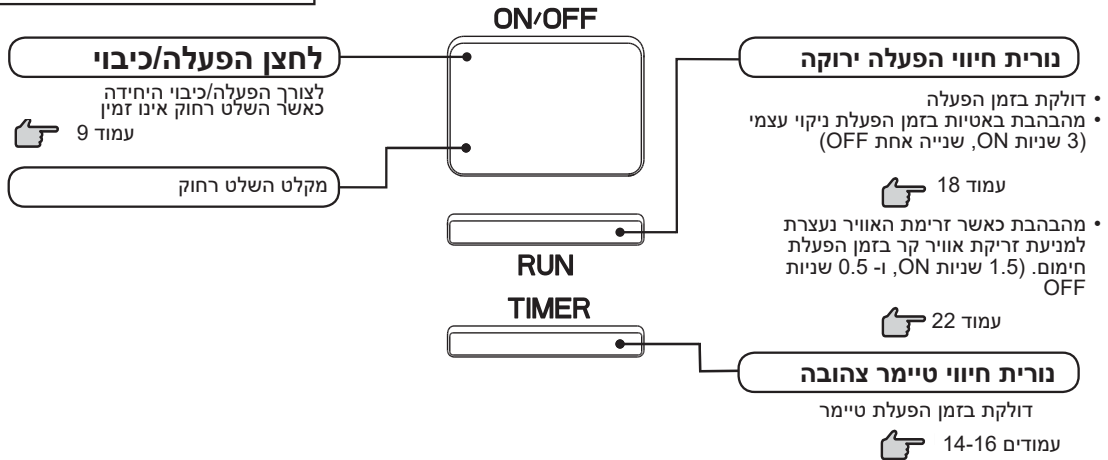 ON/OFF
לחצן הפעלה/כיבוי
לצורך הפעלה/כיבוי היחידה
כאשר השלט רחוק אינו זמין
עמוד 9
מקלט השלט רחוק
נורית חיווי הפעלה ירוקה
• דולקת בזמן הפעלה
• מהבהבת באטיות בזמן הפעלת ניקוי עצמי
(3 שניות ON, שנייה אחת OFF)
עמוד 18
• מהבהבת כאשר זרימת האוויר נעצרת
למניעת זריקת אוויר קר בזמן הפעלת
חימום. (1.5 שניות ON, ו- 0.5 שניות
OFF
עמוד 22
RUN
TIMER
נורית חיווי טיימר צהובה
דולקת בזמן הפעלת טיימר
עמודים 14-16